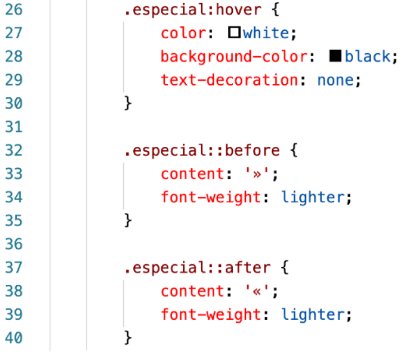 26 .especial:hover {
27 color: white;
28 background-color: black;
29 text-decoration: none;
30 }
31
32 .especial::before {
33 content: '»';
34 font-weight: lighter;
35 }
36
37 .especial::after {
38 content: '«';
39 font-weight: lighter;
40 }